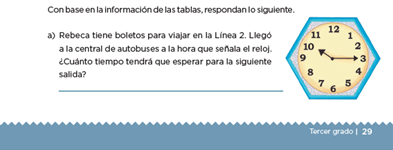 Con base en la información de las tablas, respondan lo siguiente.
a) Rebeca tiene boletos para viajar en la Línea 2. Llegó
a la central de autobuses a la hora que señala el reloj.
¿Cuánto tiempo tendrá que esperar para la siguiente
salida?
12
11 1
10 2
9 3
8 4
7 5
6
Tercer grado | 29